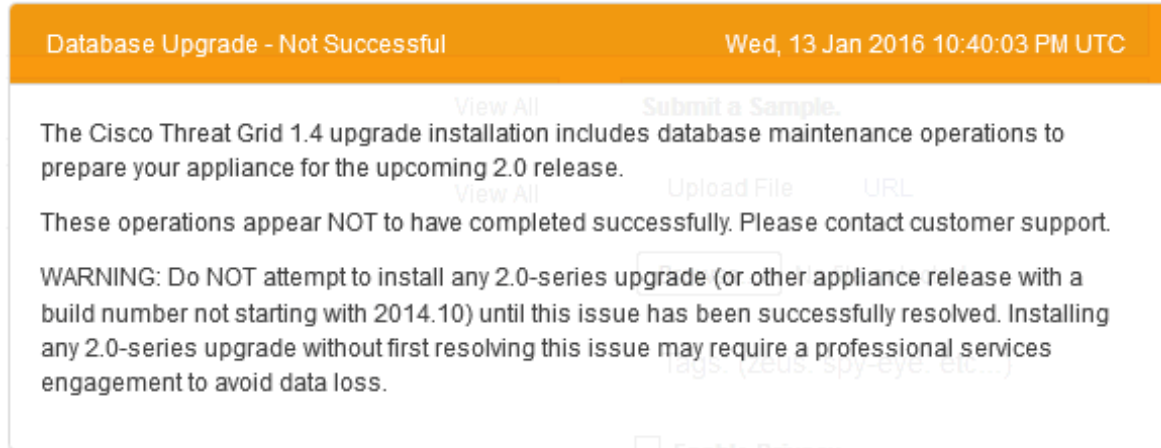 Database Upgrade - Not Successful
Wed, 13 Jan 2016 10:40:03 PM UTC
View All
Submit a Sample.
The Cisco Threat Grid 1.4 upgrade installation includes database maintenance operations to
prepare your appliance for the upcoming 2.0 release.
View All
Upload File
URL
These operations appear NOT to have completed successfully. Please contact customer support.
WARNING: Do NOT attempt to install any 2.0-series upgrade (or other appliance release with a
build number not starting with 2014.10) until this issue has been successfully resolved. Installing
any 2.0-series upgrade without first resolving this issue may require a professional services
Tags: (zeus. spy-eye. etc...)
engagement to avoid data loss.